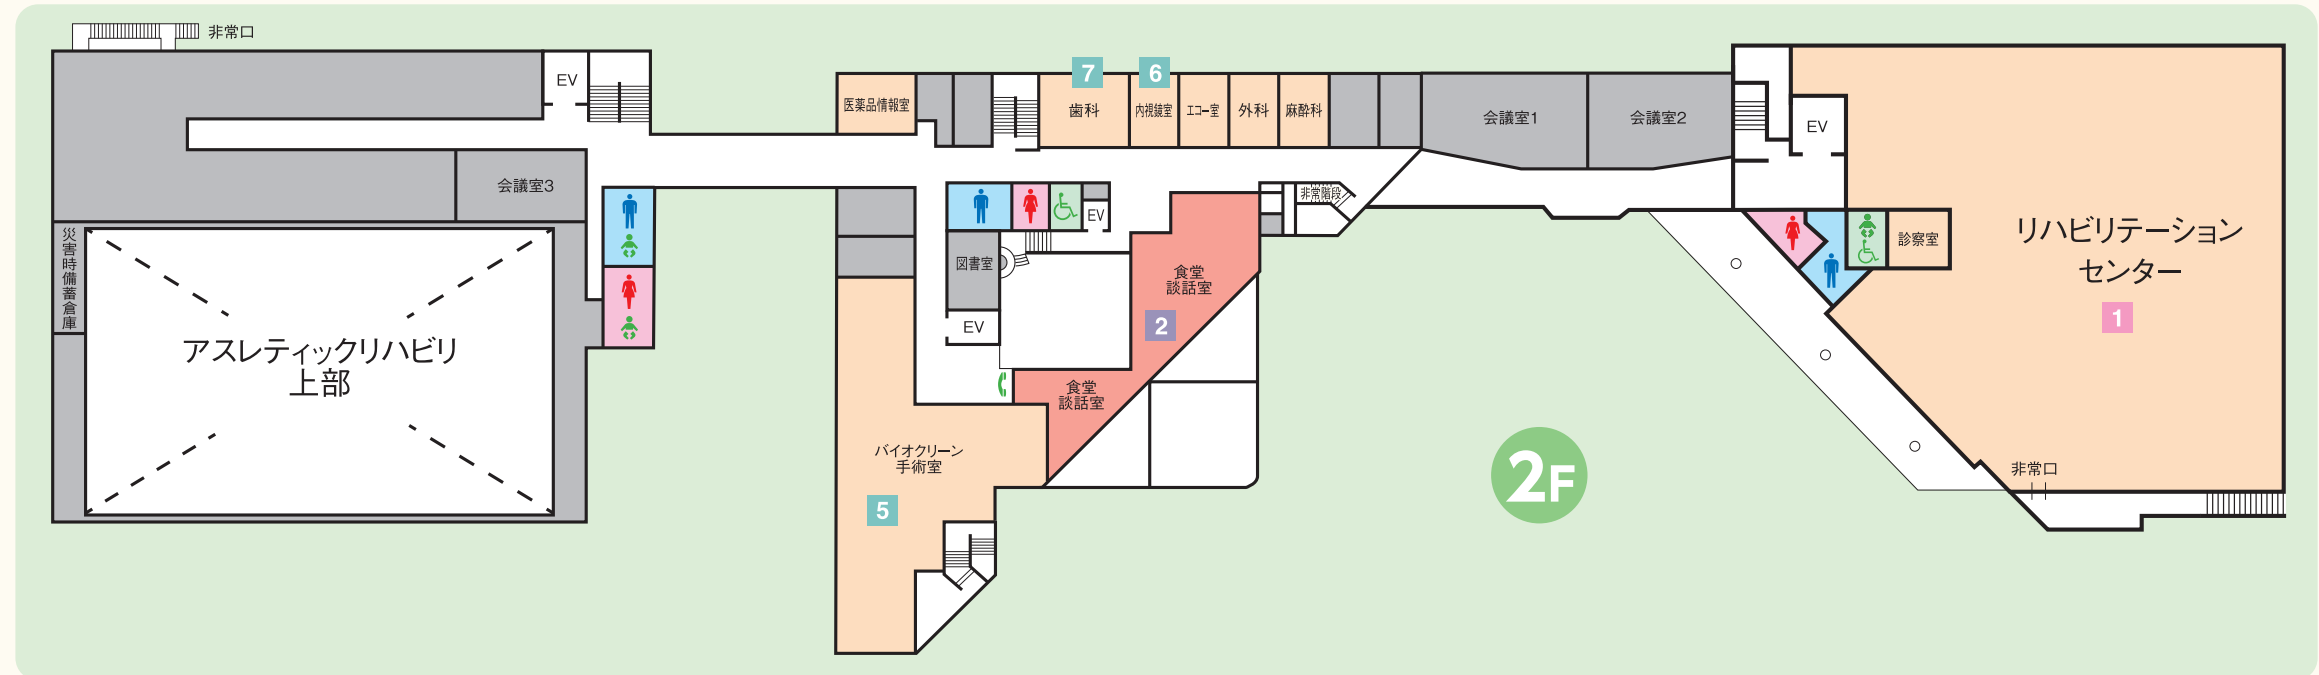 非常口
EV
会議室3
災害時備蓄倉庫
アスレティックリハビリ
上部
医薬品情報室
7
歯科
6
内視鏡室
エコー室
外科
麻酔科
会議室1
会議室2
EV
非常階段
EV
図書室
EV
食堂
談話室
2
食堂
談話室
バイオクリーン
手術室
5
2F
診察室
リハビリテーション
センター
1
非常口